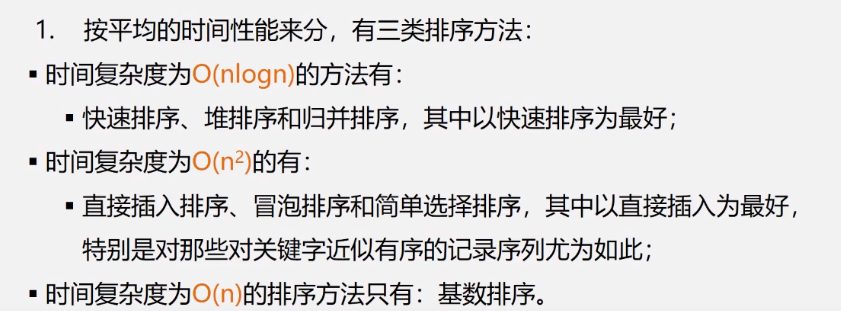 1. 按平均的时间性能来分，有三类排序方法：
▪ 时间复杂度为O(nlogn)的方法有：
▪ 快速排序、堆排序和归并排序，其中以快速排序为最好；
▪ 时间复杂度为O(n²)的有：
▪ 直接插入排序、冒泡排序和简单选择排序，其中以直接插入为最好，
特别是对那些对关键字近似有序的记录序列尤为如此；
▪ 时间复杂度为O(n)的排序方法只有：基数排序。